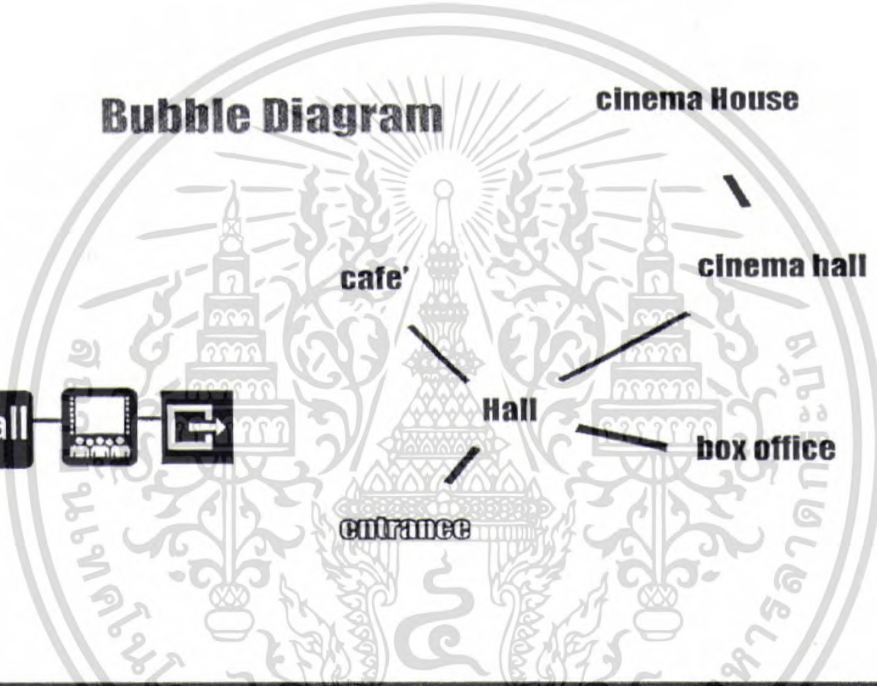 Bubble Diagram
cinema House
cafe'
cinema hall
all
Hall
box office
entrance